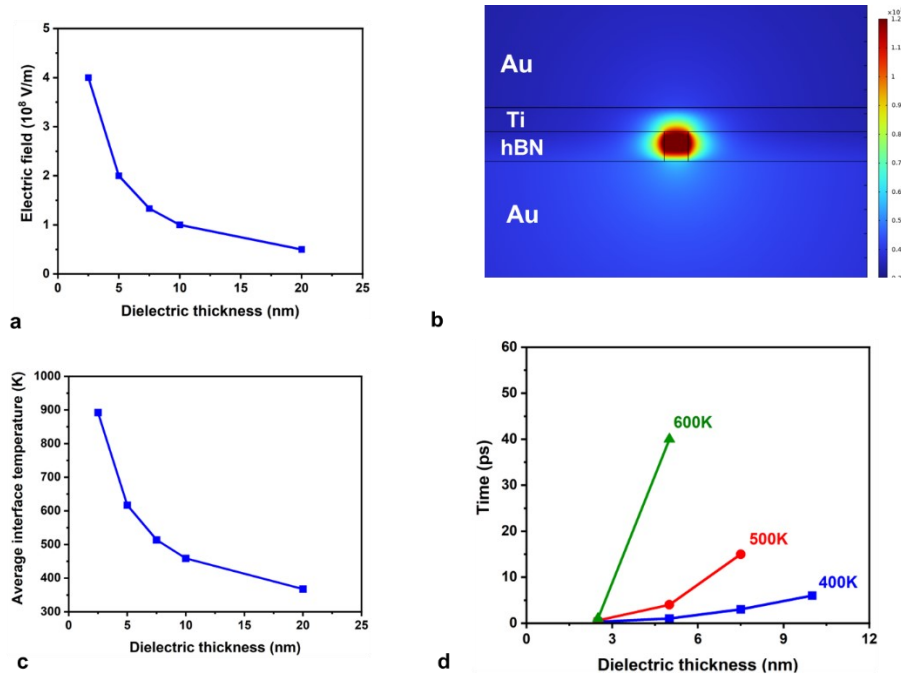 Electric field (10⁸ V/m)
5
4
3
2
1
0
0 5 10 15 20 25
Dielectric thickness (nm)
a
Au
Ti
hBN
Au
1.1
1
0.9
0.8
0.7
0.6
0.5
0.4
b
Average interface temperature (K)
1000
900
800
700
600
500
400
300
0 5 10 15 20 25
Dielectric thickness (nm)
c
Time (ps)
60
50
40
30
20
10
0
600K
500K
400K
0 3 6 9 12
Dielectric thickness (nm)
d